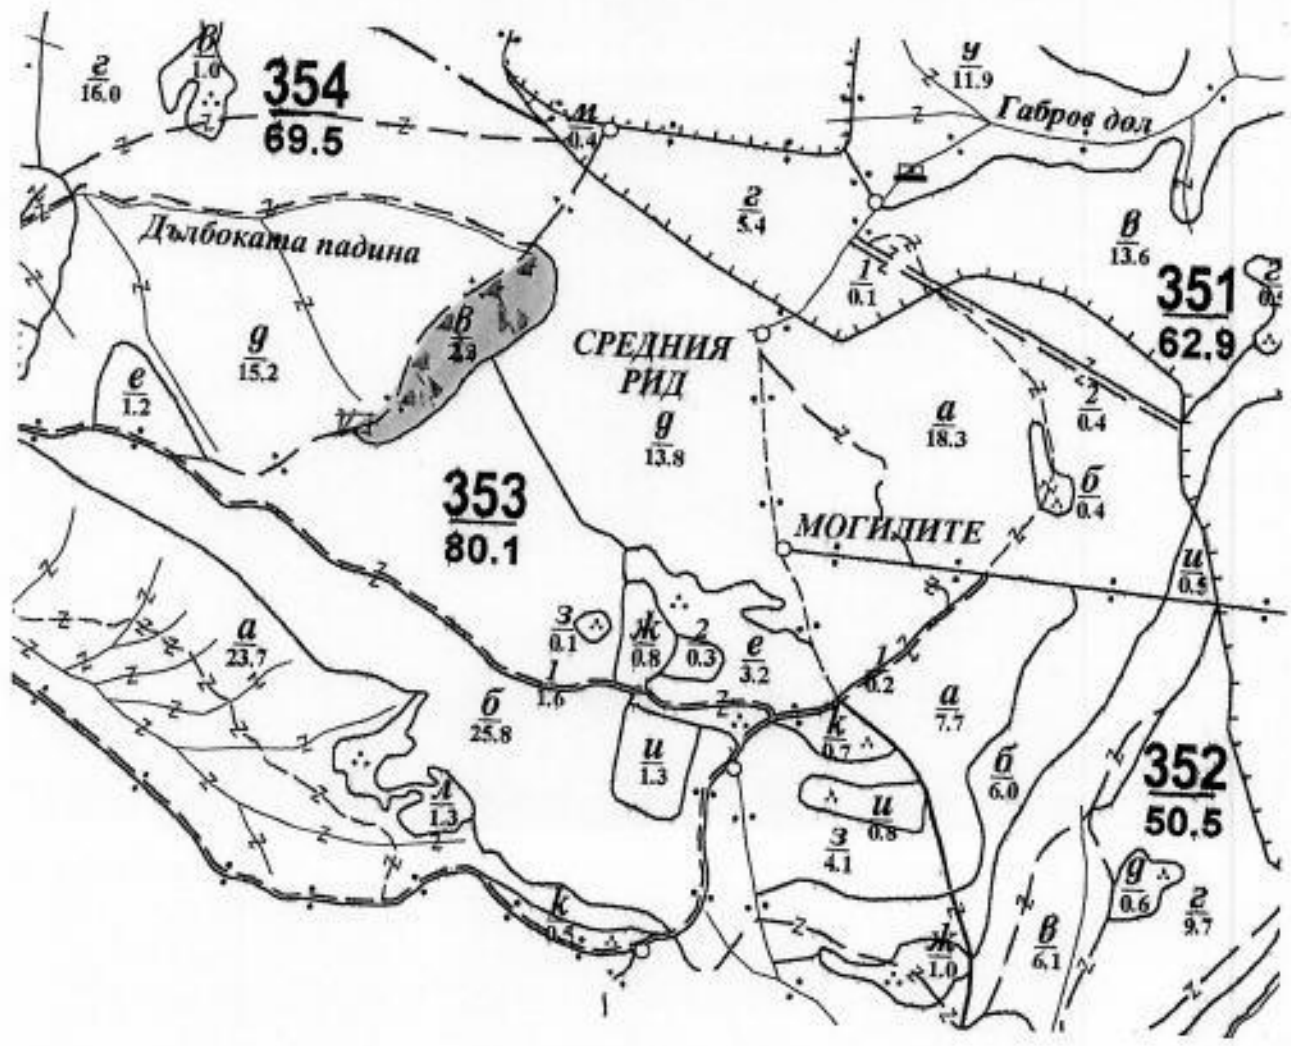 г
16.0
в
1.0
354
69.5
м
0.4
у
11.9
Габров дол
г
5.4
в
13.6
351
62.9
г
Дълбоката падина
1
0.1
д
15.2
в
СРЕДНИЯ
РИД
д
13.8
е
1.2
а
18.3
2
0.4
б
0.4
353
80.1
МОГИЛИТЕ
и
0.5
з
0.1
ж
0.8
2
0.3
е
3.2
1
0.2
а
23.7
1
1.6
б
25.8
а
7.7
к
0.7
и
1.3
б
6.0
352
50.5
л
1.3
и
0.8
з
4.1
д
0.6
г
9.7
к
0.5
ж
1.0
в
6.1